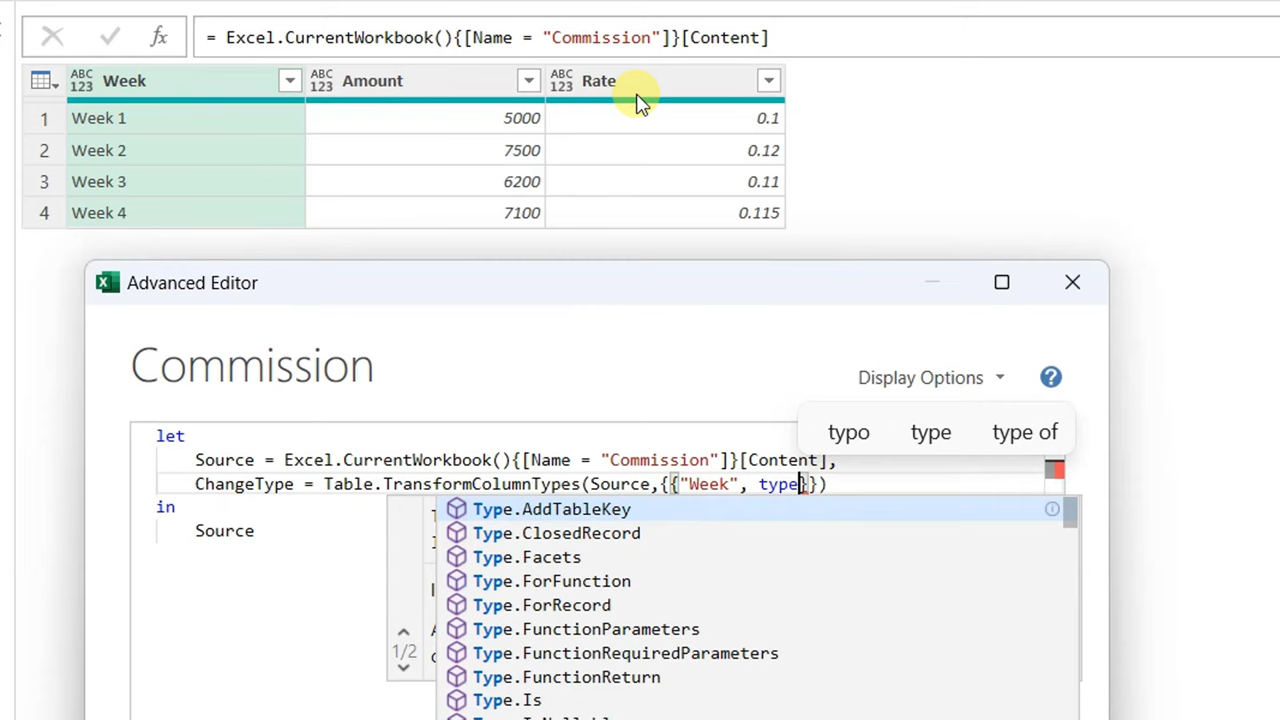 fx = Excel.CurrentWorkbook(){[Name = "Commission"]}[Content]
ABC 123 Week ABC 123 Amount ABC 123 Rate
1 Week 1 5000 0.1
2 Week 2 7500 0.12
3 Week 3 6200 0.11
4 Week 4 7100 0.115
Advanced Editor
Commission
Display Options ?
typo type type of
let
Source = Excel.CurrentWorkbook(){[Name = "Commission"]}[Content],
ChangeType = Table.TransformColumnTypes(Source,{{"Week", type}})
in
Source
Type.AddTableKey
Type.ClosedRecord
Type.Facets
Type.ForFunction
Type.ForRecord
Type.FunctionParameters
1/2 Type.FunctionRequiredParameters
Type.FunctionReturn
Type.Is